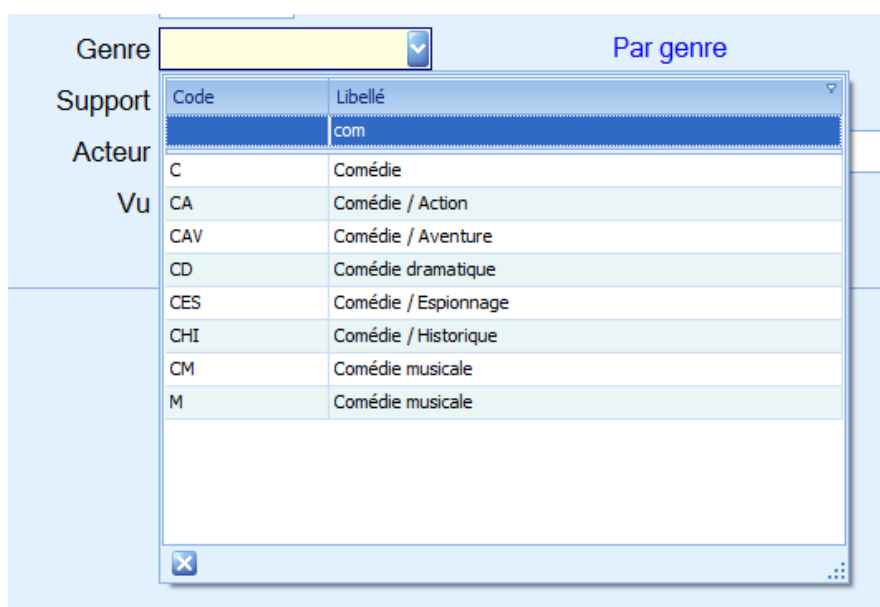 Genre
Par genre
Support
Acteur
Vu
Code Libellé
com
C Comédie
CA Comédie / Action
CAV Comédie / Aventure
CD Comédie dramatique
CES Comédie / Espionnage
CHI Comédie / Historique
CM Comédie musicale
M Comédie musicale